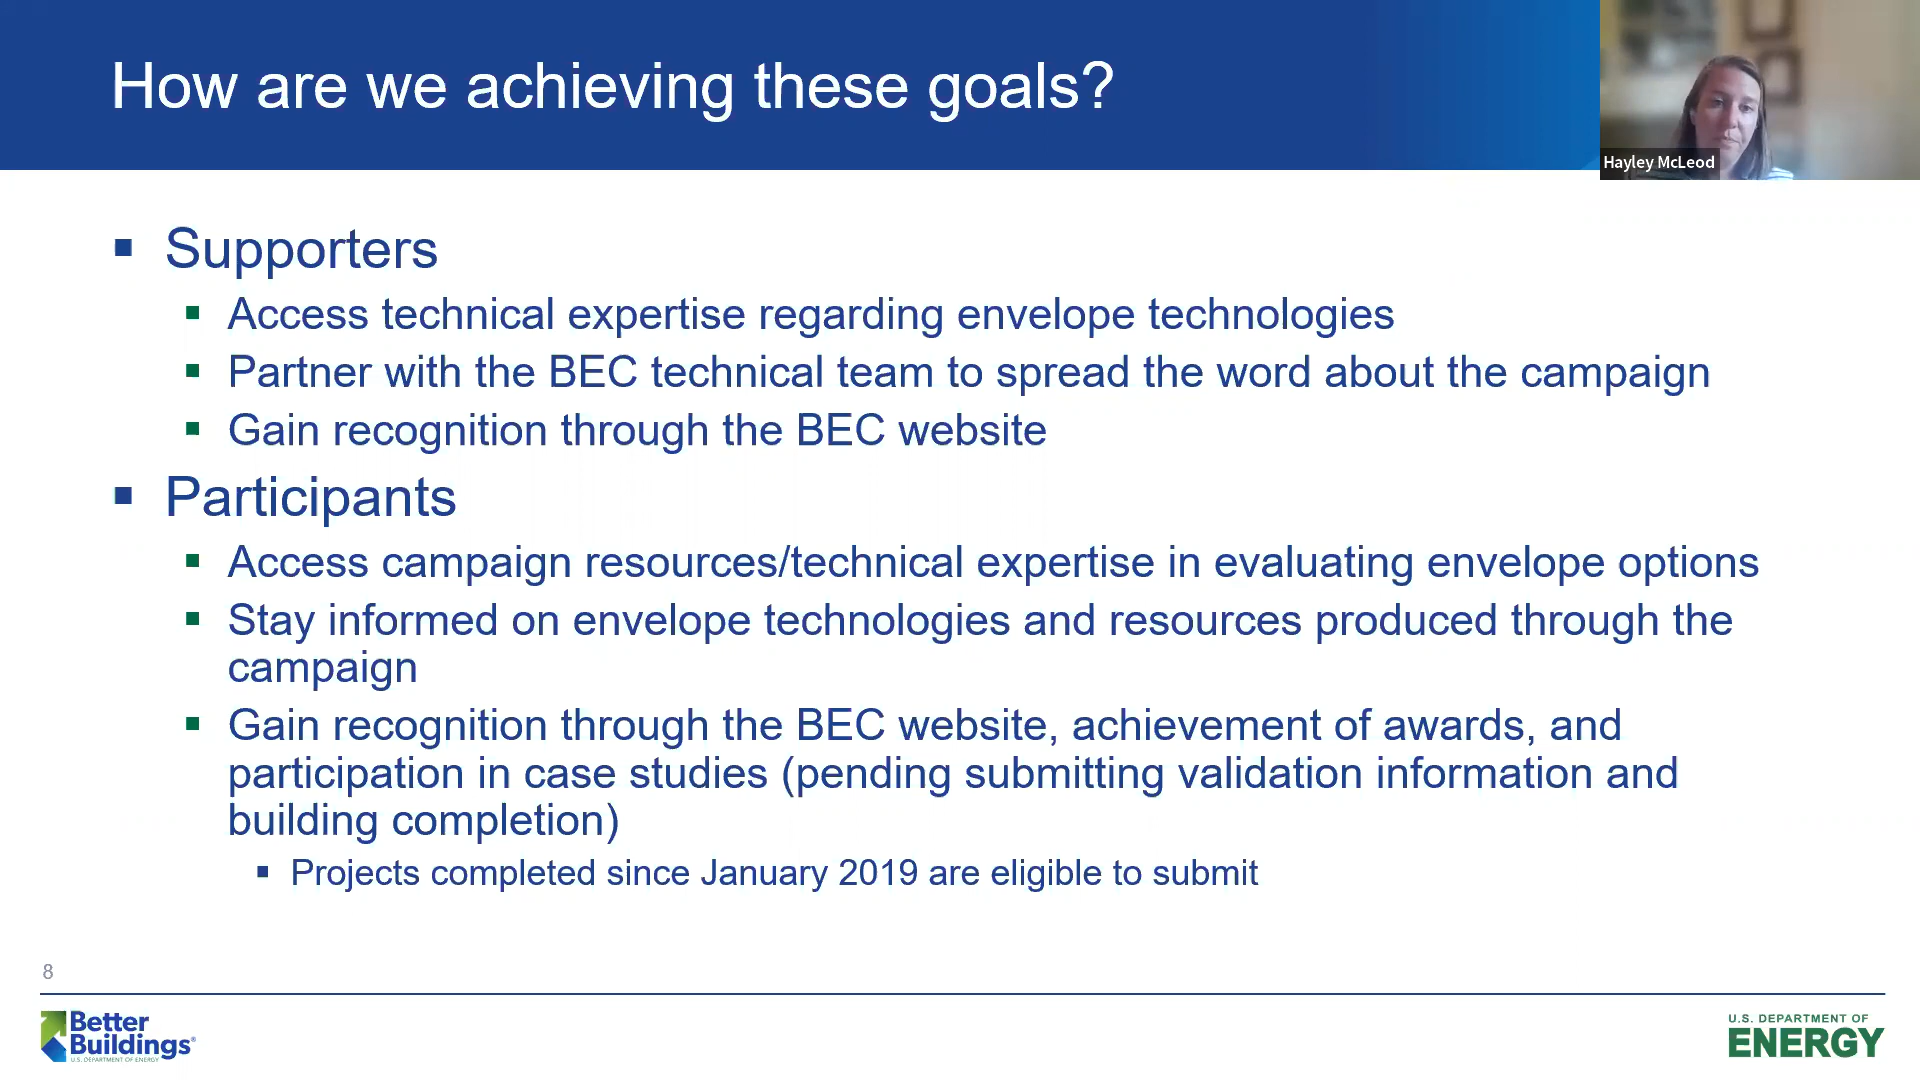 How are we achieving these goals?
Hayley McLeod
Supporters
Access technical expertise regarding envelope technologies
Partner with the BEC technical team to spread the word about the campaign
Gain recognition through the BEC website
Participants
Access campaign resources/technical expertise in evaluating envelope options
Stay informed on envelope technologies and resources produced through the
campaign
Gain recognition through the BEC website, achievement of awards, and
participation in case studies (pending submitting validation information and
building completion)
Projects completed since January 2019 are eligible to submit
8
Better
Buildings®
U.S. DEPARTMENT OF ENERGY
U.S. DEPARTMENT OF
ENERGY